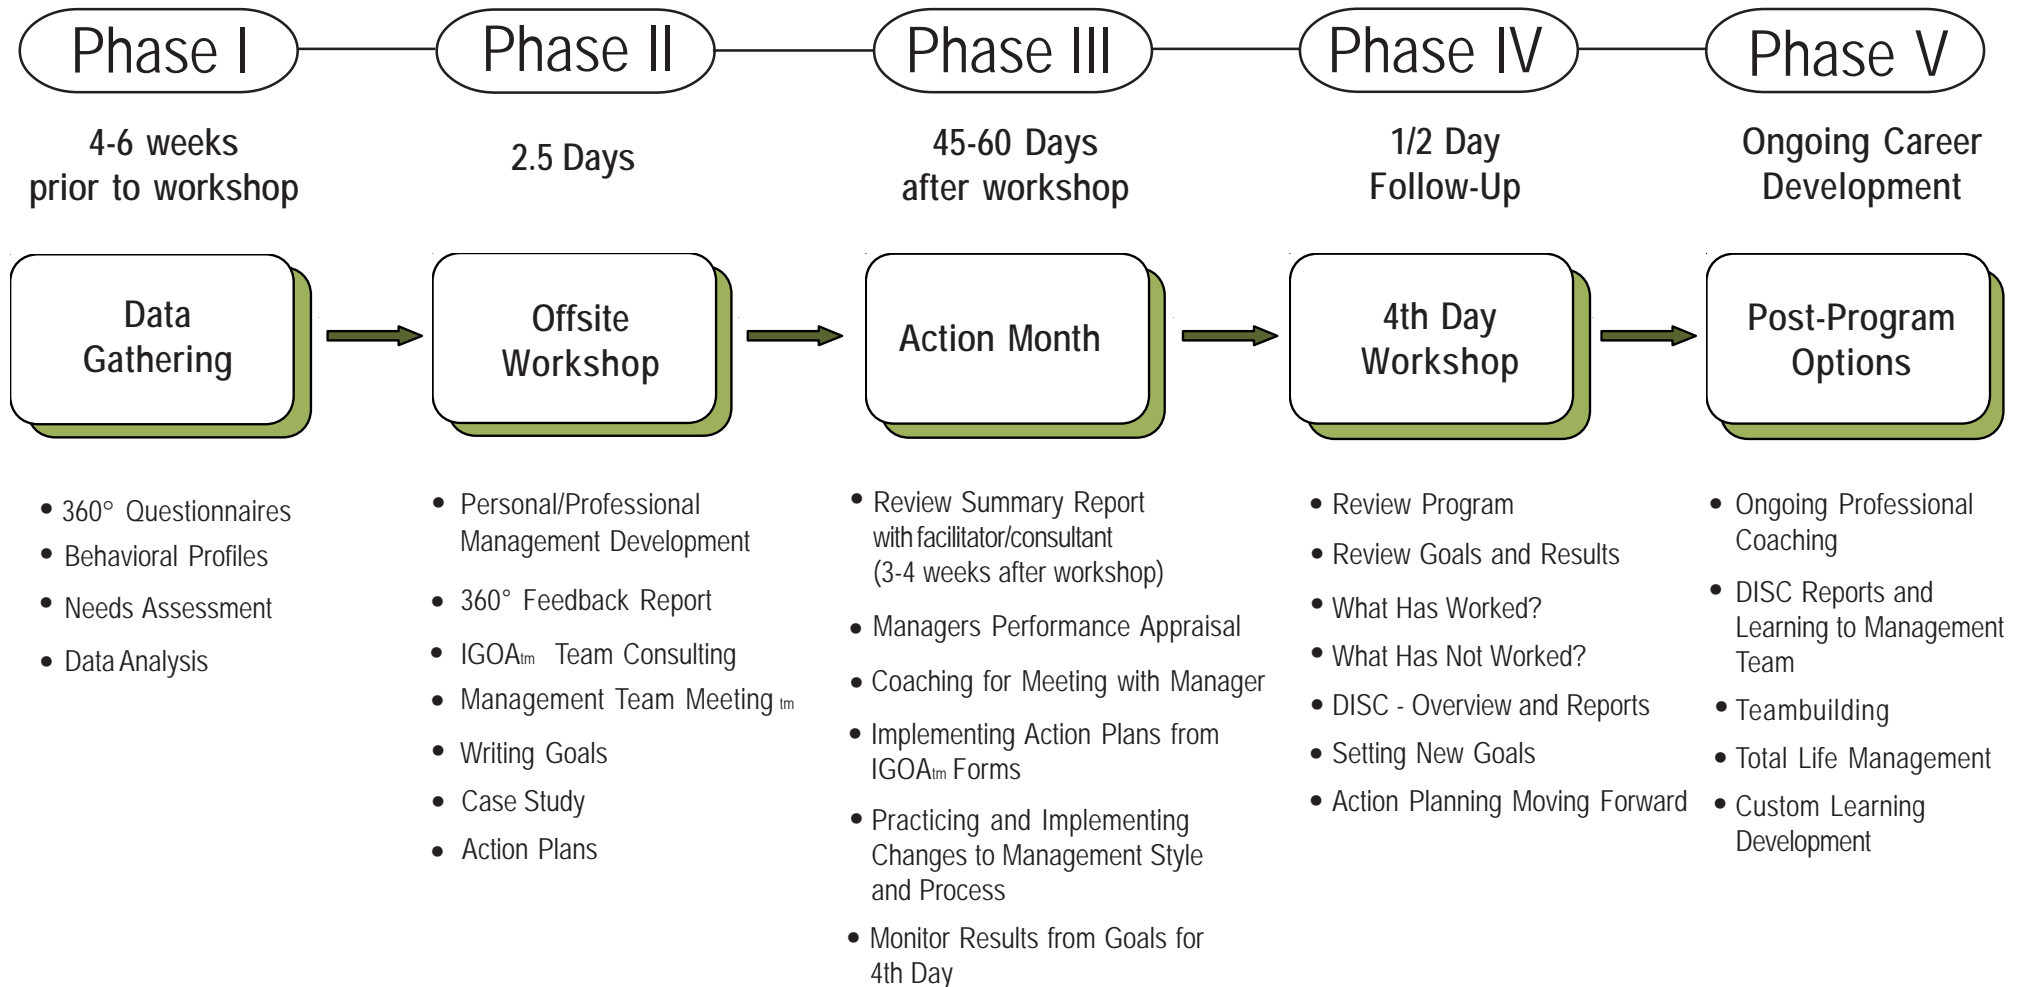 Phase I
Phase II
Phase III
Phase IV
Phase V
4-6 weeks
prior to workshop
2.5 Days
45-60 Days
after workshop
1/2 Day
Follow-Up
Ongoing Career
Development
Data
Gathering
Offsite
Workshop
Action Month
4th Day
Workshop
Post-Program
Options
• 360° Questionnaires
• Behavioral Profiles
• Needs Assessment
• Data Analysis
• Personal/Professional
Management Development
• 360° Feedback Report
• IGOAtm Team Consulting
• Management Team Meeting tm
• Writing Goals
• Case Study
• Action Plans
• Review Summary Report
with facilitator/consultant
(3-4 weeks after workshop)
• Managers Performance Appraisal
• Coaching for Meeting with Manager
• Implementing Action Plans from
IGOAtm Forms
• Practicing and Implementing
Changes to Management Style
and Process
• Monitor Results from Goals for
4th Day
• Review Program
• Review Goals and Results
• What Has Worked?
• What Has Not Worked?
• DISC - Overview and Reports
• Setting New Goals
• Action Planning Moving Forward
• Ongoing Professional
Coaching
• DISC Reports and
Learning to Management
Team
• Teambuilding
• Total Life Management
• Custom Learning
Development